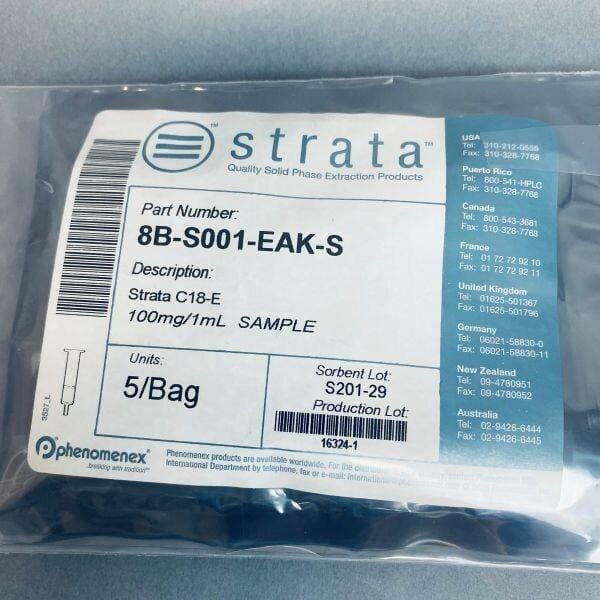 strata™
Quality Solid Phase Extraction Products
Part Number:
8B-S001-EAK-S
Description:
Strata C18-E
100mg/1mL SAMPLE
Units:
5/Bag
Sorbent Lot:
S201-29
Production Lot:
16324-1
3527_L
phenomenex®
...breaking with tradition™
Phenomenex products are available worldwide. For the
International Department by telephone, fax or e-mail:
USA
Tel: 310-212-0555
Fax: 310-328-7768
Puerto Rico
Tel: 800-541-HPLC
Fax: 310-328-7768
Canada
Tel: 800-543-3681
Fax: 310-328-7768
France
Tel: 01 72 72 92 10
Fax: 01 72 72 92 11
United Kingdom
Tel: 01625-501367
Fax: 01625-501796
Germany
Tel: 06021-58830-0
Fax: 06021-58830-11
New Zealand
Tel: 09-4780951
Fax: 09-4780952
Australia
Tel: 02-9426-6444
Fax: 02-9426-6445